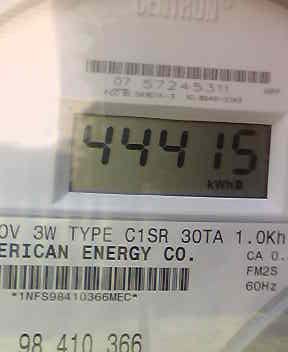 CENTRON
07 57245311
44415
kWh
0V 3W TYPE C1SR 30TA 1.0Kh
ERICAN ENERGY CO.
CA 0.
FM2S
60Hz
*1NFS98410366MEC*
98 410 366